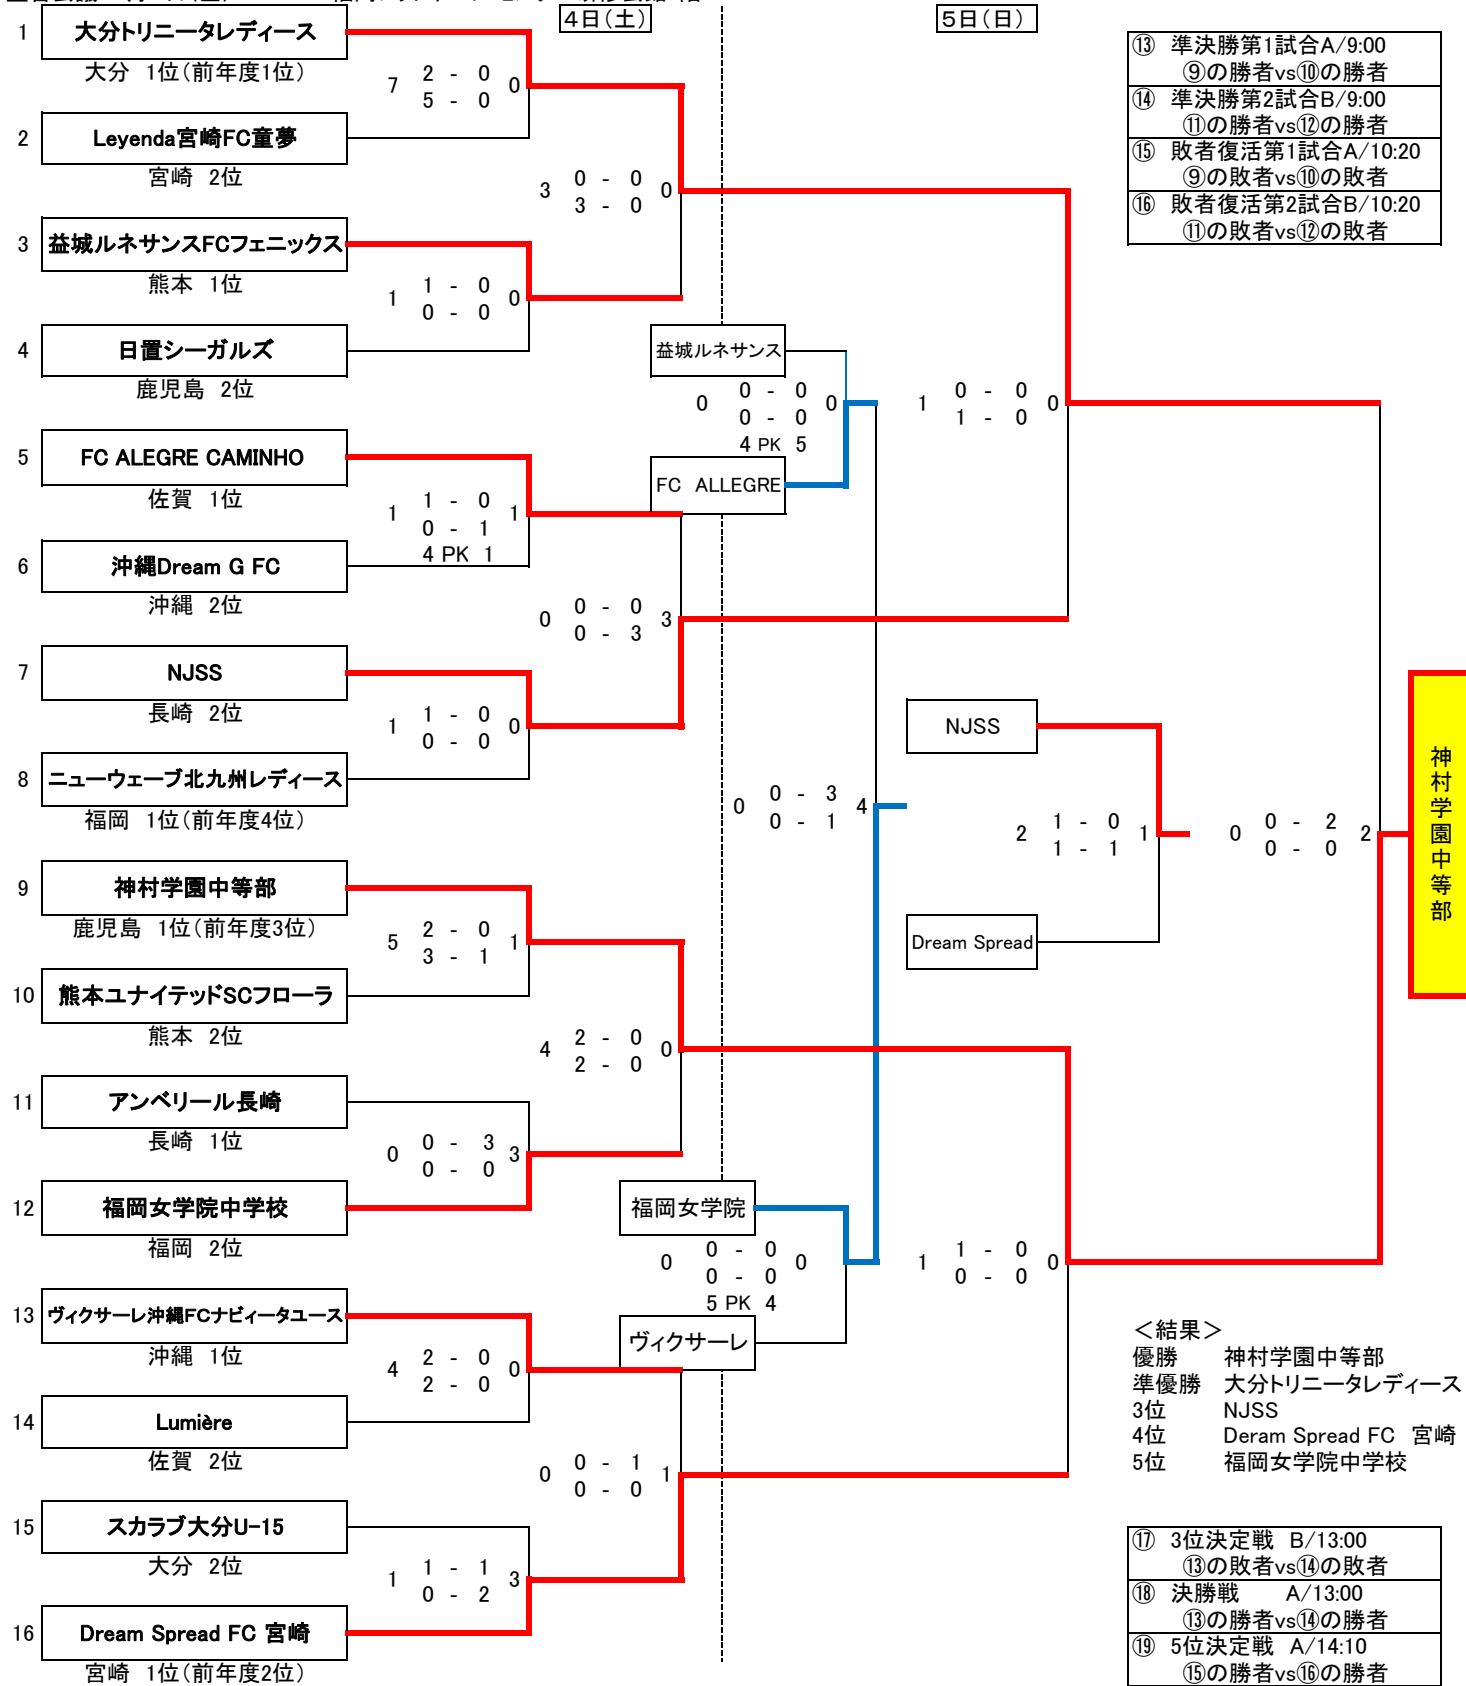 4日(土)
5日(日)
1 大分トリニータレディース
大分 1位(前年度1位)
7 2 - 0 0
5 - 0
2 Leyenda宮崎FC童夢
宮崎 2位
3 0 - 0 0
3 - 0
3 益城ルネサンスFCフェニックス
熊本 1位
1 1 - 0 0
0 - 0
4 日置シーガルズ
鹿児島 2位
5 FC ALEGRE CAMINHO
佐賀 1位
1 1 - 0 1
0 - 1
4 PK 1
6 沖縄Dream G FC
沖縄 2位
0 0 - 0 3
0 - 3
7 NJSS
長崎 2位
1 1 - 0 0
0 - 0
8 ニューウェーブ北九州レディース
福岡 1位(前年度4位)
9 神村学園中等部
鹿児島 1位(前年度3位)
5 2 - 0 1
3 - 1
10 熊本ユナイテッドSCフローラ
熊本 2位
4 2 - 0 0
2 - 0
11 アンベリール長崎
長崎 1位
0 0 - 3 3
0 - 0
12 福岡女学院中学校
福岡 2位
13 ヴィクサーレ沖縄FCナビィータユース
沖縄 1位
4 2 - 0 0
2 - 0
14 Lumière
佐賀 2位
0 0 - 1 1
0 - 0
15 スカラブ大分U-15
大分 2位
1 1 - 1 3
0 - 2
16 Dream Spread FC 宮崎
宮崎 1位(前年度2位)
益城ルネサンス
0 0 - 0 0
0 - 0
4 PK 5
FC ALLEGRE
0 0 - 3 4
0 - 1
福岡女学院
0 0 - 0 0
0 - 0
5 PK 4
ヴィクサーレ
1 0 - 0 0
1 - 0
NJSS
2 1 - 0 1
1 - 1
Dream Spread
1 1 - 0 0
0 - 0
0 0 - 2 2
0 - 0
神村学園中等部
⑬ 準決勝第1試合A/9:00
⑨の勝者vs⑩の勝者
⑭ 準決勝第2試合B/9:00
⑪の勝者vs⑫の勝者
⑮ 敗者復活第1試合A/10:20
⑨の敗者vs⑩の敗者
⑯ 敗者復活第2試合B/10:20
⑪の敗者vs⑫の敗者
＜結果＞
優勝 神村学園中等部
準優勝 大分トリニータレディース
3位 NJSS
4位 Deram Spread FC 宮崎
5位 福岡女学院中学校
⑰ 3位決定戦 B/13:00
⑬の敗者vs⑭の敗者
⑱ 決勝戦 A/13:00
⑬の勝者vs⑭の勝者
⑲ 5位決定戦 A/14:10
⑮の勝者vs⑯の勝者